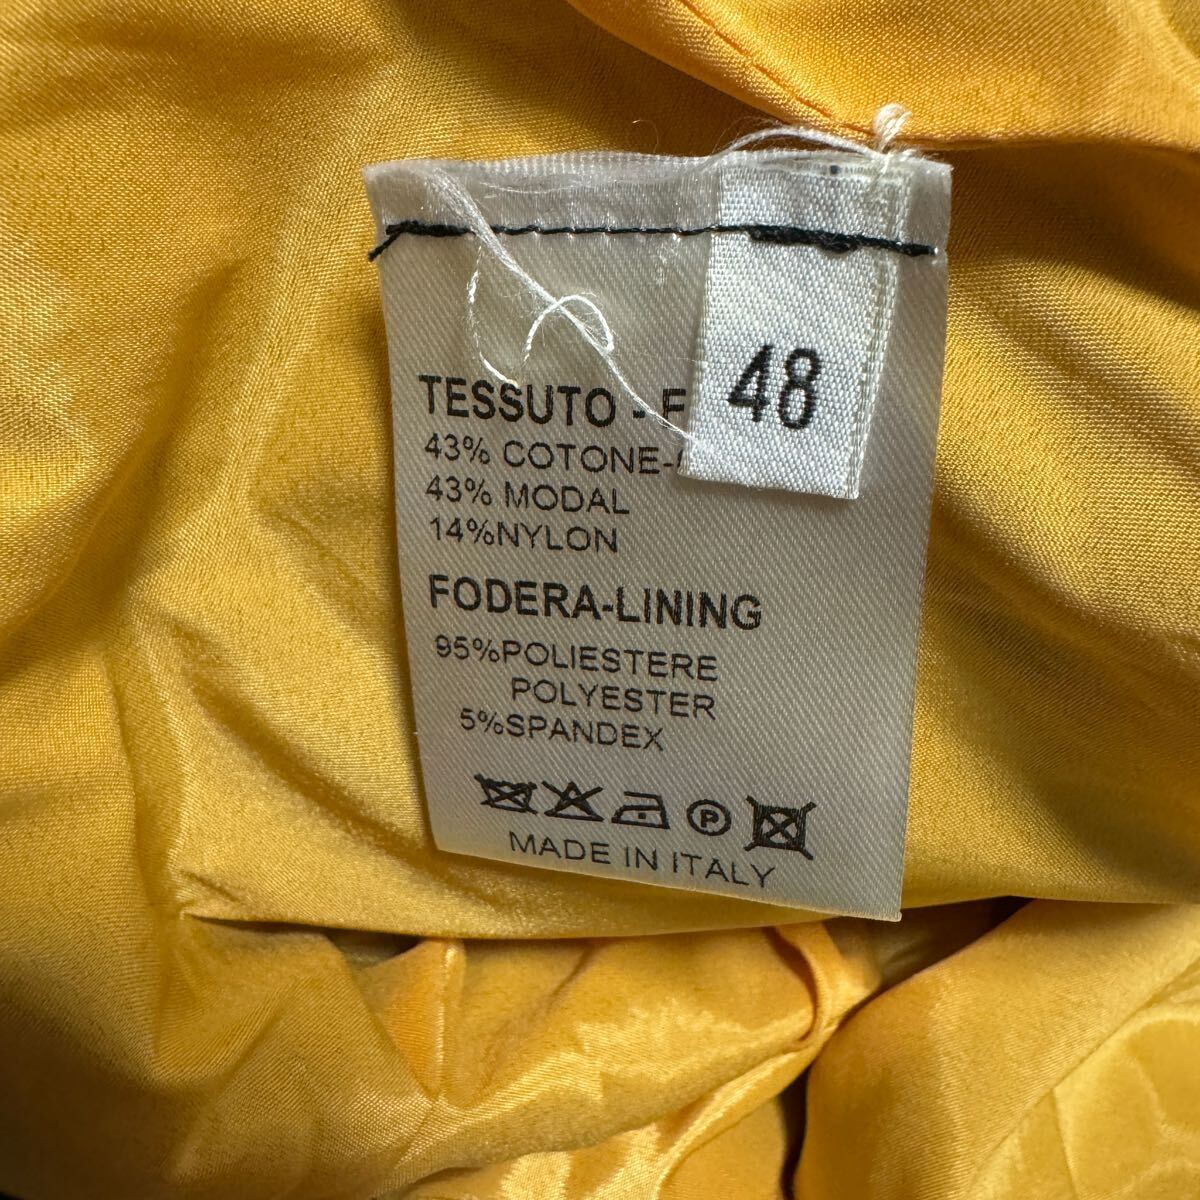 48
TESSUTO - F
43% COTONE-
43% MODAL
14%NYLON
FODERA-LINING
95%POLIESTERE
POLYESTER
5%SPANDEX
P
MADE IN ITALY